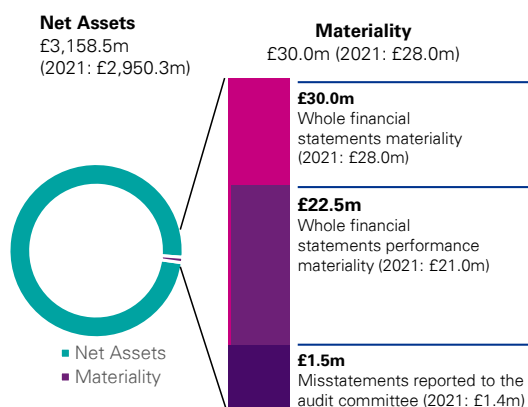 Net Assets
£3,158.5m
(2021: £2,950.3m)
Materiality
£30.0m (2021: £28.0m)
£30.0m
Whole financial
statements materiality
(2021: £28.0m)
£22.5m
Whole financial
statements performance
materiality (2021: £21.0m)
£1.5m
Misstatements reported to the
audit committee (2021: £1.4m)
Net Assets
Materiality